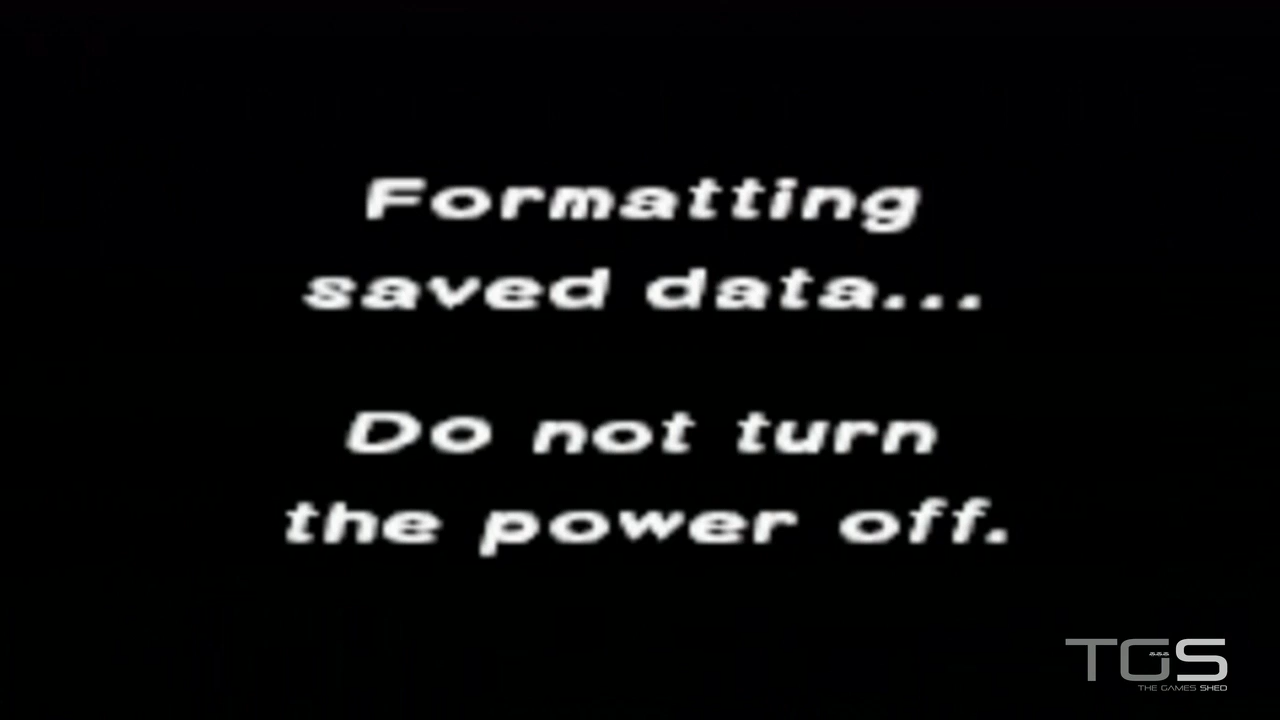 Formatting
saved data...
Do not turn
the power off.
TGS
THE GAMES SHED